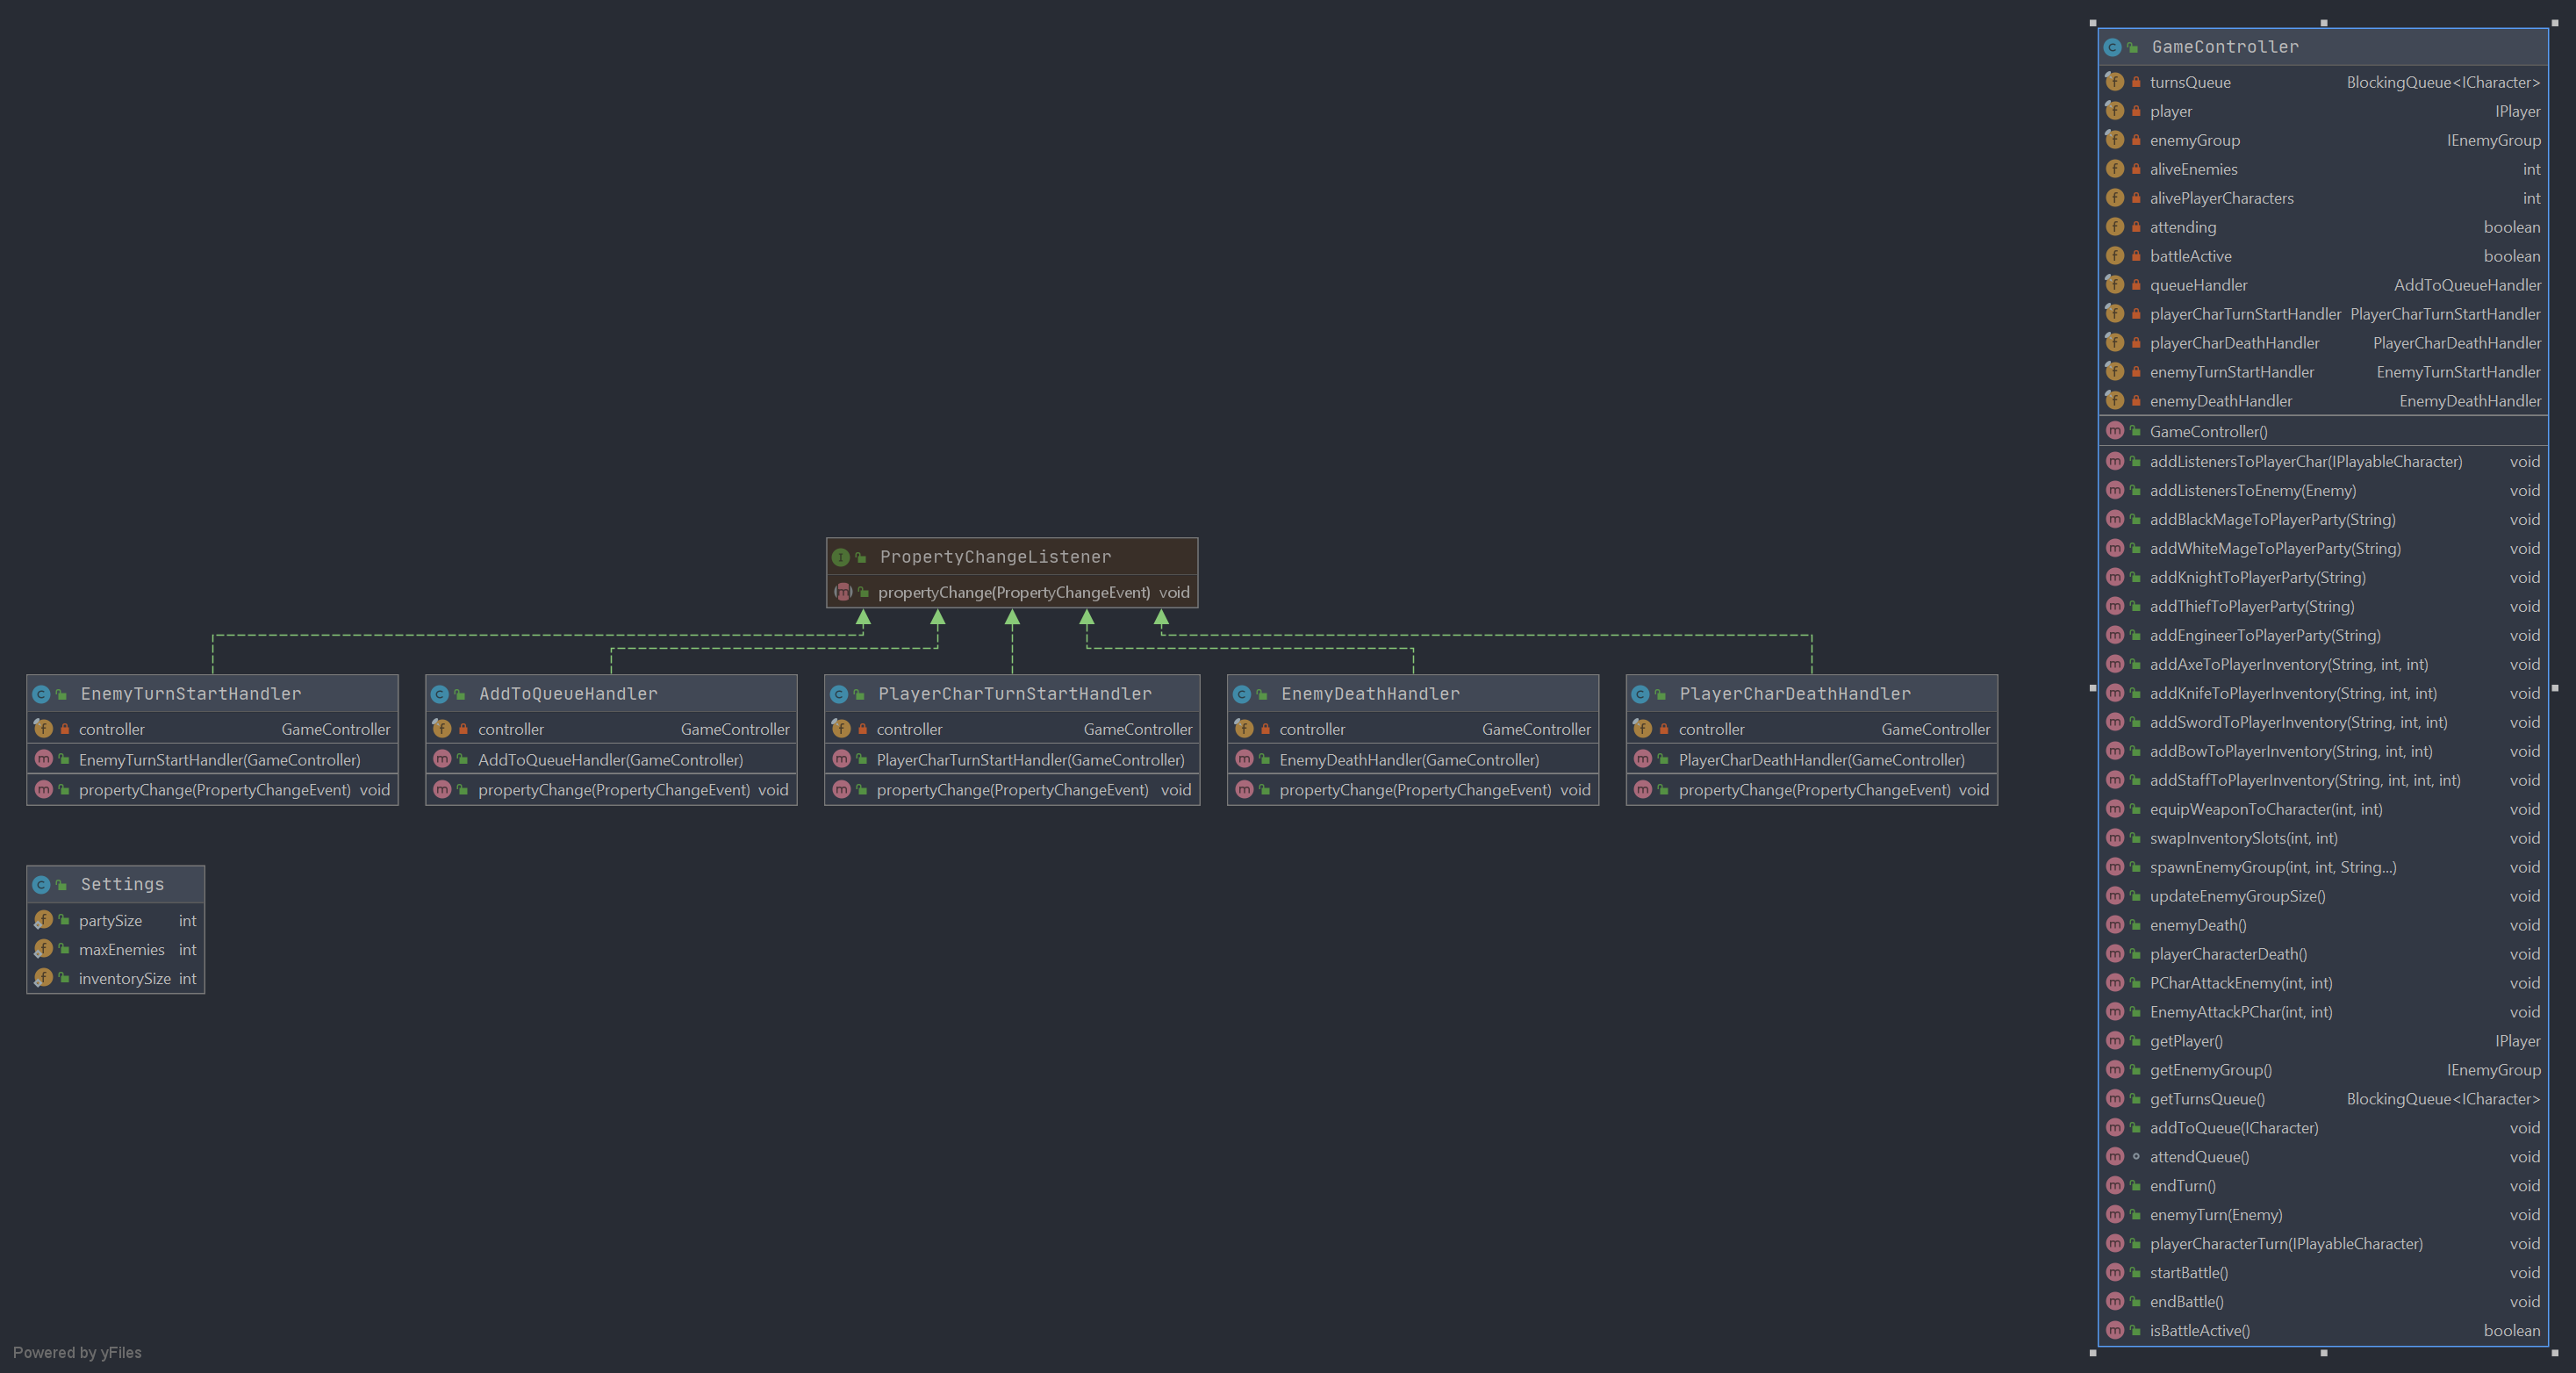 GameController
turnsQueue BlockingQueue<ICharacter>
player IPlayer
enemyGroup IEnemyGroup
aliveEnemies int
alivePlayerCharacters int
attending boolean
battleActive boolean
queueHandler AddToQueueHandler
playerCharTurnStartHandler PlayerCharTurnStartHandler
playerCharDeathHandler PlayerCharDeathHandler
enemyTurnStartHandler EnemyTurnStartHandler
enemyDeathHandler EnemyDeathHandler
GameController()
addListenersToPlayerChar(IPlayableCharacter) void
addListenersToEnemy(Enemy) void
addBlackMageToPlayerParty(String) void
addWhiteMageToPlayerParty(String) void
addKnightToPlayerParty(String) void
addThiefToPlayerParty(String) void
addEngineerToPlayerParty(String) void
addAxeToPlayerInventory(String, int, int) void
addKnifeToPlayerInventory(String, int, int) void
addSwordToPlayerInventory(String, int, int) void
addBowToPlayerInventory(String, int, int) void
addStaffToPlayerInventory(String, int, int, int) void
equipWeaponToCharacter(int, int) void
swapInventorySlots(int, int) void
spawnEnemyGroup(int, int, String...) void
updateEnemyGroupSize() void
enemyDeath() void
playerCharacterDeath() void
PCharAttackEnemy(int, int) void
EnemyAttackPChar(int, int) void
getPlayer() IPlayer
getEnemyGroup() IEnemyGroup
getTurnsQueue() BlockingQueue<ICharacter>
addToQueue(ICharacter) void
attendQueue() void
endTurn() void
enemyTurn(Enemy) void
playerCharacterTurn(IPlayableCharacter) void
startBattle() void
endBattle() void
isBattleActive() boolean
PropertyChangeListener
propertyChange(PropertyChangeEvent) void
EnemyTurnStartHandler
controller GameController
EnemyTurnStartHandler(GameController)
propertyChange(PropertyChangeEvent) void
AddToQueueHandler
controller GameController
AddToQueueHandler(GameController)
propertyChange(PropertyChangeEvent) void
PlayerCharTurnStartHandler
controller GameController
PlayerCharTurnStartHandler(GameController)
propertyChange(PropertyChangeEvent) void
EnemyDeathHandler
controller GameController
EnemyDeathHandler(GameController)
propertyChange(PropertyChangeEvent) void
PlayerCharDeathHandler
controller GameController
PlayerCharDeathHandler(GameController)
propertyChange(PropertyChangeEvent) void
Settings
partySize int
maxEnemies int
inventorySize int
Powered by yFiles